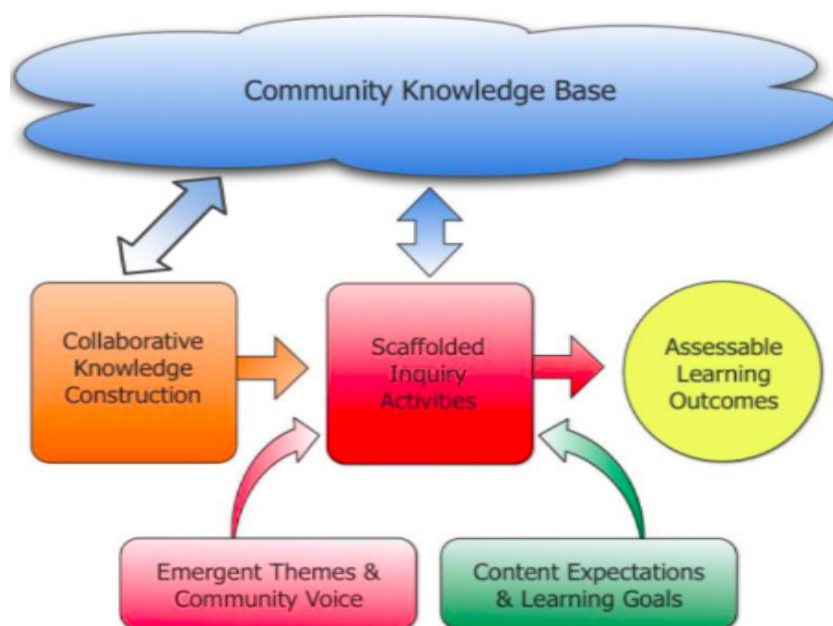 Community Knowledge Base
Collaborative
Knowledge
Construction
Scaffolded
Inquiry
Activities
Assessable
Learning
Outcomes
Emergent Themes &
Community Voice
Content Expectations
& Learning Goals